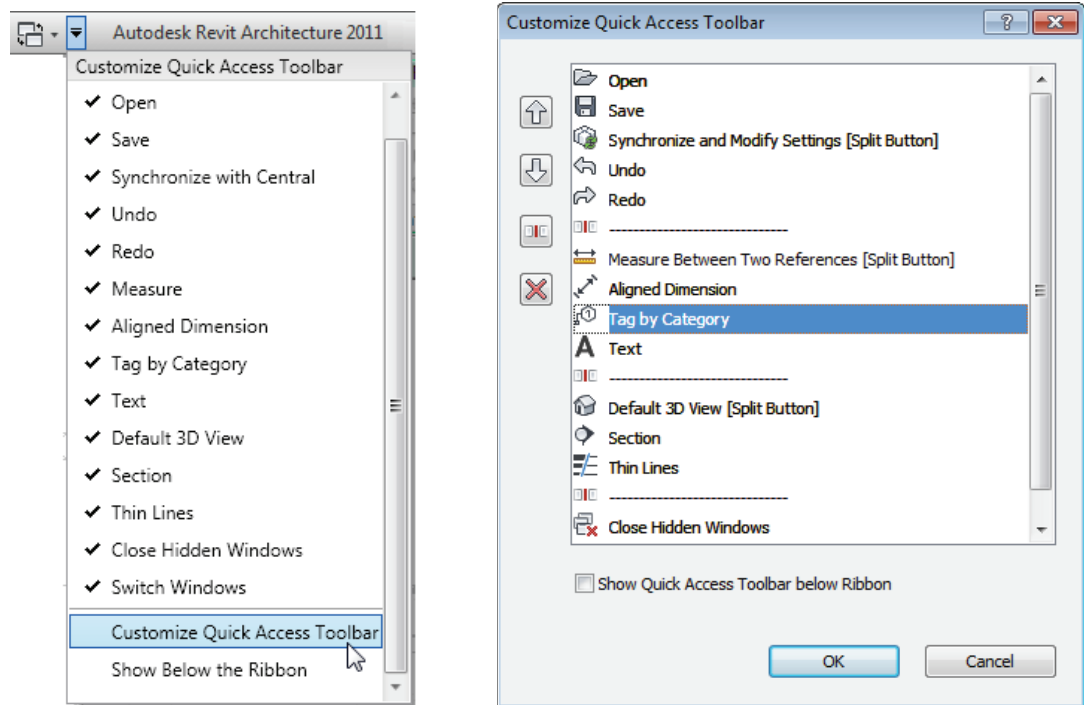 Autodesk Revit Architecture 2011
Customize Quick Access Toolbar
Open
Save
Synchronize with Central
Undo
Redo
Measure
Aligned Dimension
Tag by Category
Text
Default 3D View
Section
Thin Lines
Close Hidden Windows
Switch Windows
Customize Quick Access Toolbar
Show Below the Ribbon
Customize Quick Access Toolbar
Open
Save
Synchronize and Modify Settings [Split Button]
Undo
Redo
-------------------------------
Measure Between Two References [Split Button]
Aligned Dimension
Tag by Category
Text
-------------------------------
Default 3D View [Split Button]
Section
Thin Lines
-------------------------------
Close Hidden Windows
Show Quick Access Toolbar below Ribbon
OK Cancel